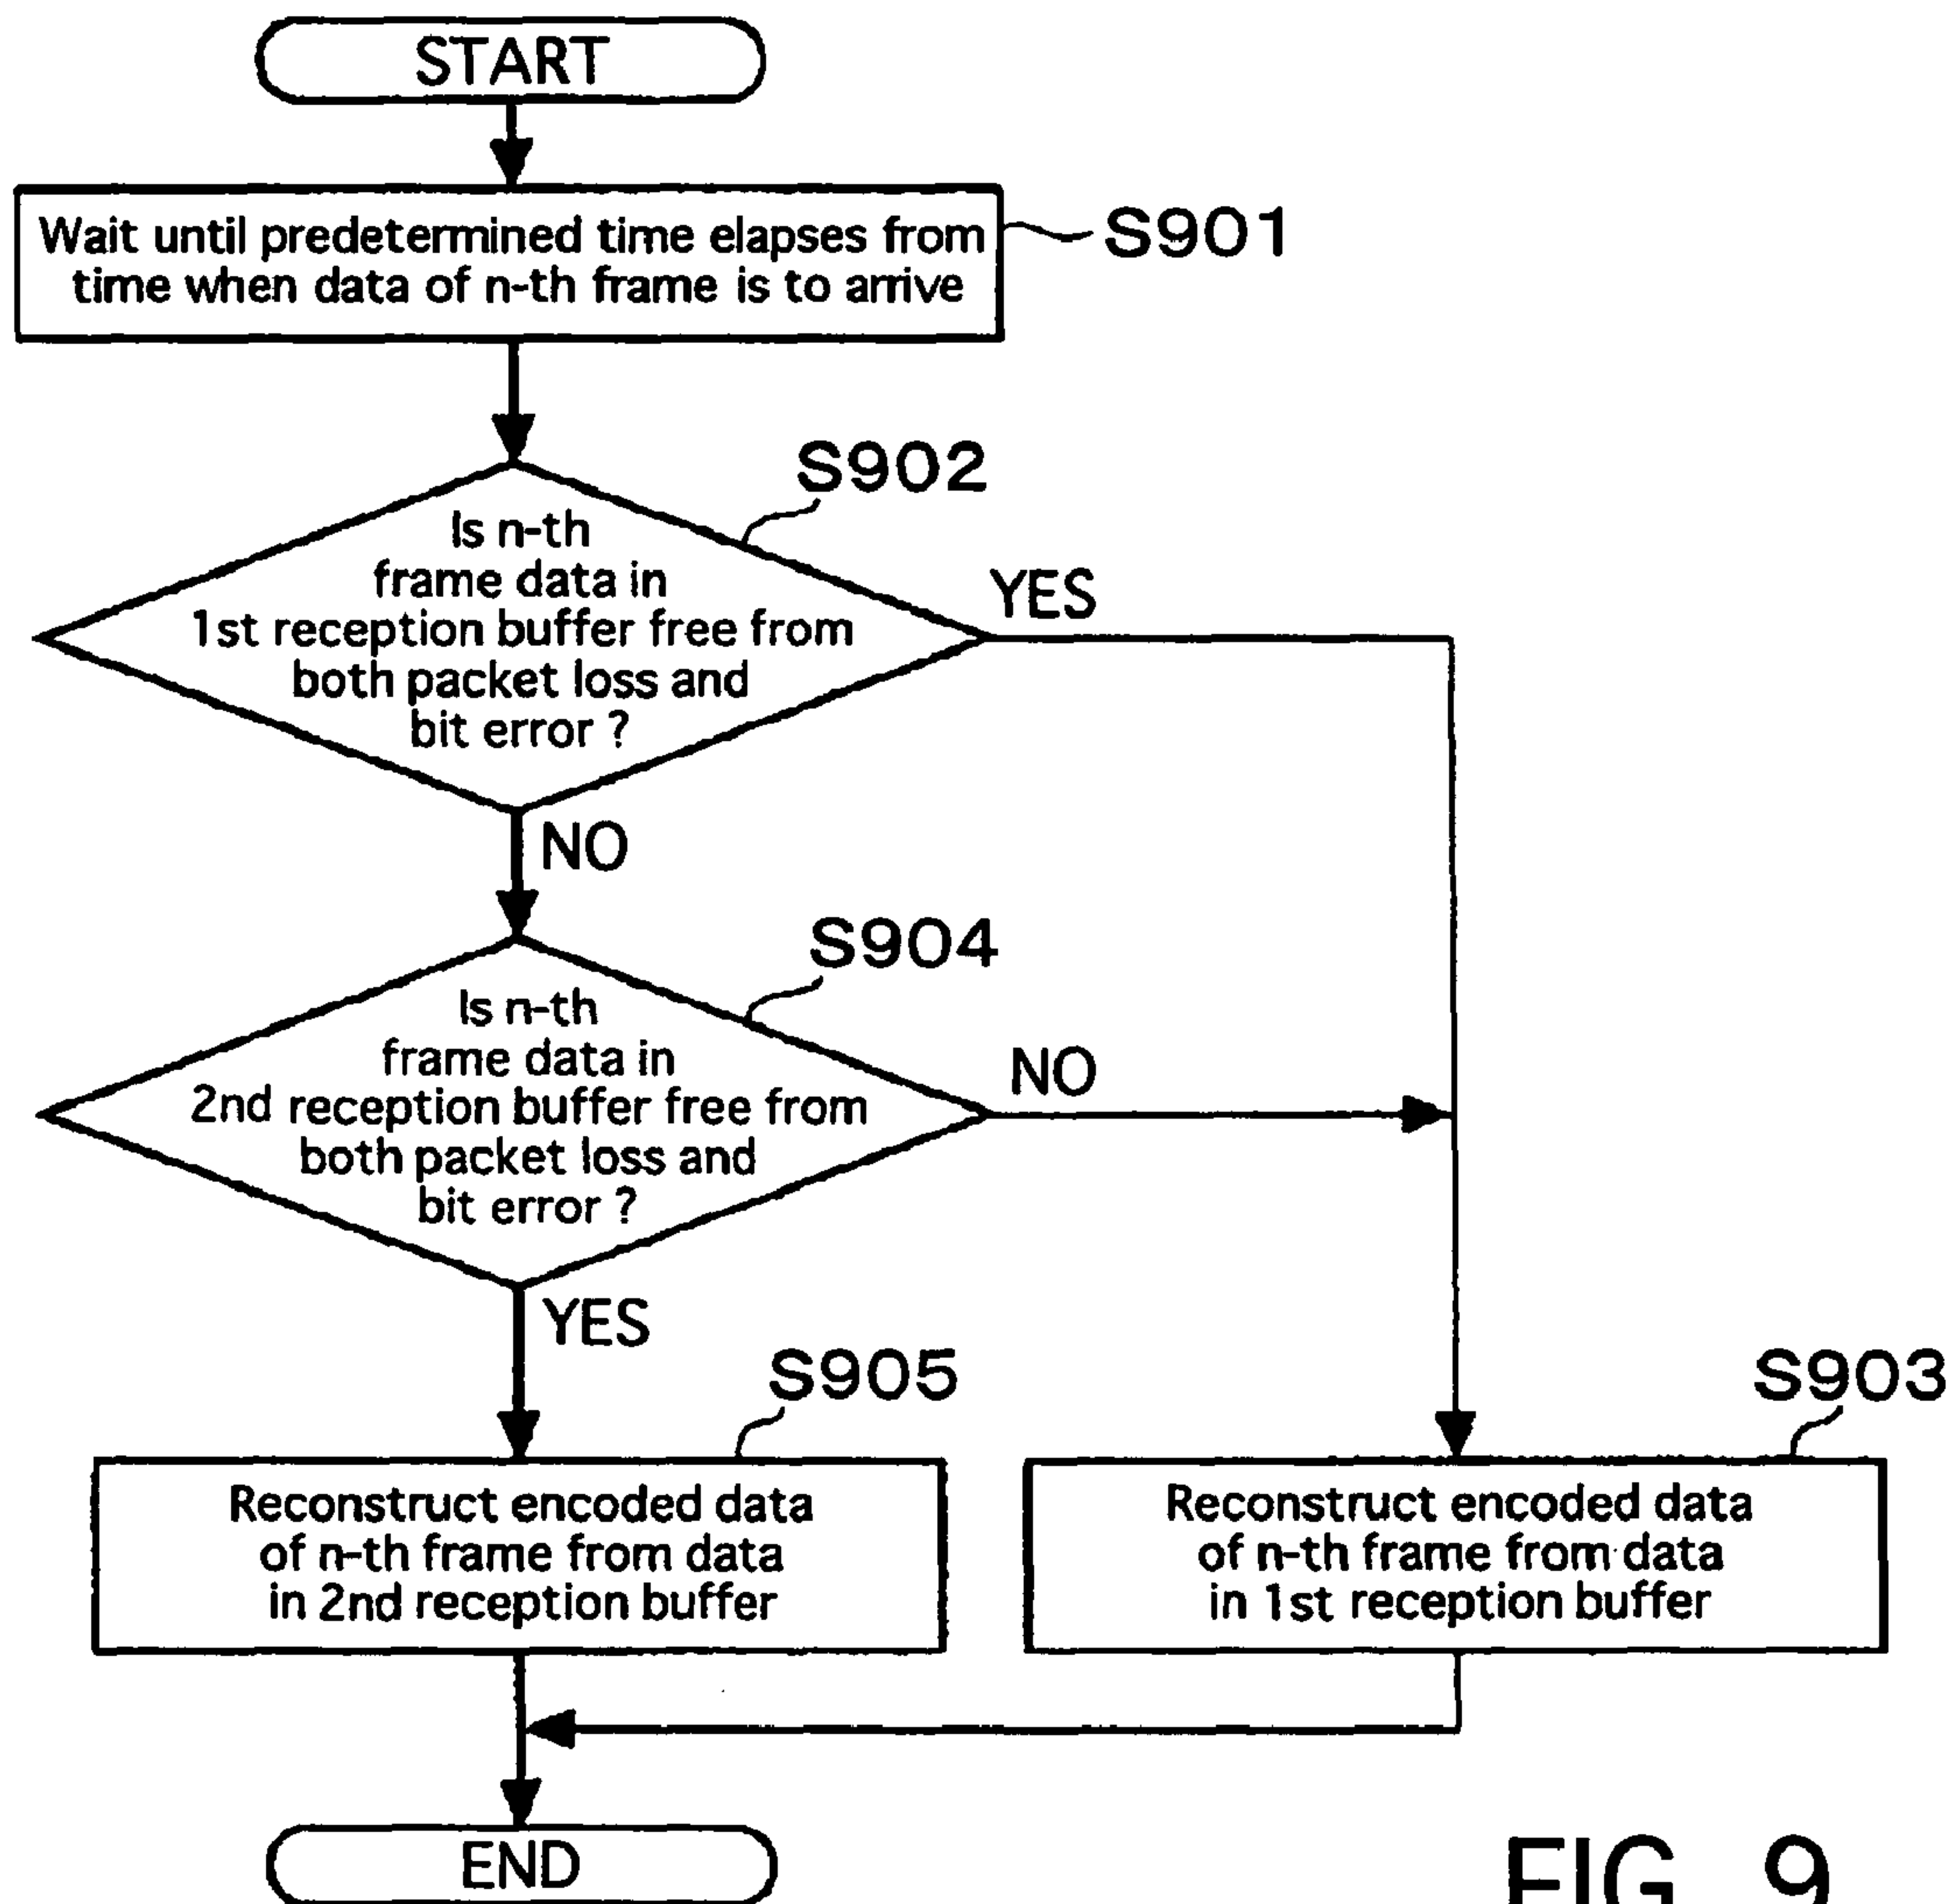 START
Wait until predetermined time elapses from
time when data of n-th frame is to arrive
S901
S902
Is n-th
frame data in
1st reception buffer free from
both packet loss and
bit error ?
YES
NO
S904
Is n-th
frame data in
2nd reception buffer free from
both packet loss and
bit error ?
NO
YES
S905
Reconstruct encoded data
of n-th frame from data
in 2nd reception buffer
S903
Reconstruct encoded data
of n-th frame from data
in 1st reception buffer
END
FIG. 9